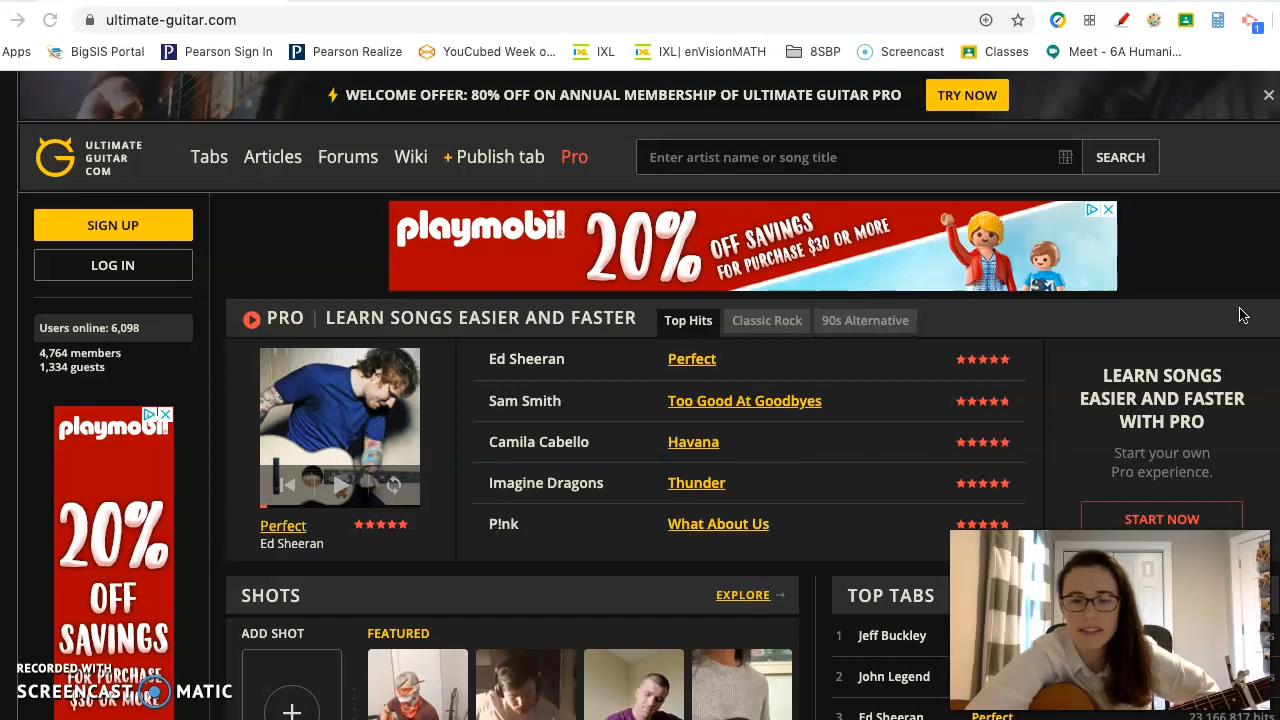 ultimate-guitar.com
1
Apps
BigSIS Portal
Pearson Sign In
Pearson Realize
YouCubed Week o...
IXL
IXL| enVisionMATH
8SBP
Screencast
Classes
Meet - 6A Humani...
WELCOME OFFER: 80% OFF ON ANNUAL MEMBERSHIP OF ULTIMATE GUITAR PRO
TRY NOW
ULTIMATE
GUITAR
COM
Tabs
Articles
Forums
Wiki
+ Publish tab
Pro
Enter artist name or song title
SEARCH
SIGN UP
LOG IN
Users online: 6,098
4,764 members
1,334 guests
playmobil
20%
OFF SAVINGS
FOR PURCHASE $30 OR MORE
PRO | LEARN SONGS EASIER AND FASTER
Top Hits
Classic Rock
90s Alternative
Perfect
Ed Sheeran
Ed Sheeran Perfect
Sam Smith Too Good At Goodbyes
Camila Cabello Havana
Imagine Dragons Thunder
P!nk What About Us
LEARN SONGS
EASIER AND FASTER
WITH PRO
Start your own
Pro experience.
START NOW
playmobil
20%
OFF
SAVINGS
FOR PURCHASE
$30 OR MORE
RECORDED WITH
SCREENCAST MATIC
SHOTS
EXPLORE →
ADD SHOT
FEATURED
TOP TABS
1 Jeff Buckley
2 John Legend
3 Ed Sheeran Perfect
23,166,817 hits